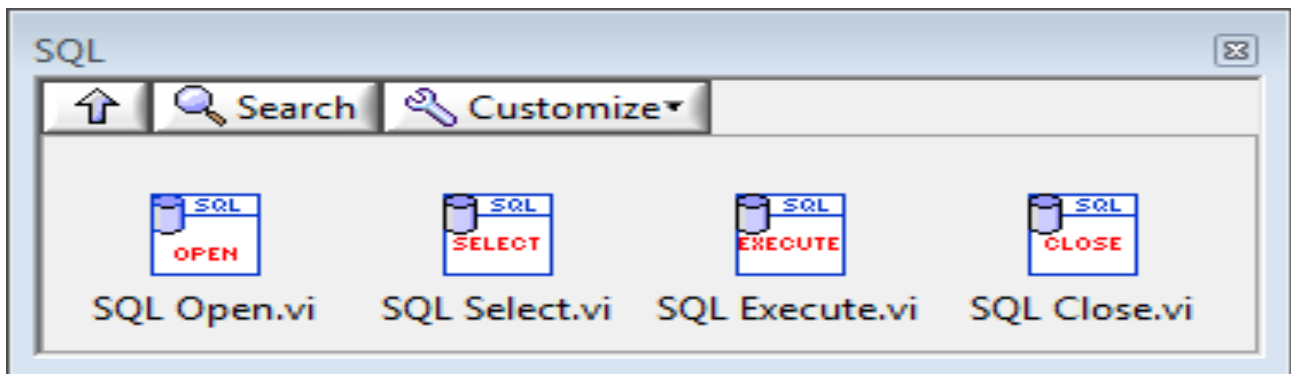 SQL
Search Customize
SQL SQL SQL SQL
OPEN SELECT EXECUTE CLOSE
SQL Open.vi SQL Select.vi SQL Execute.vi SQL Close.vi